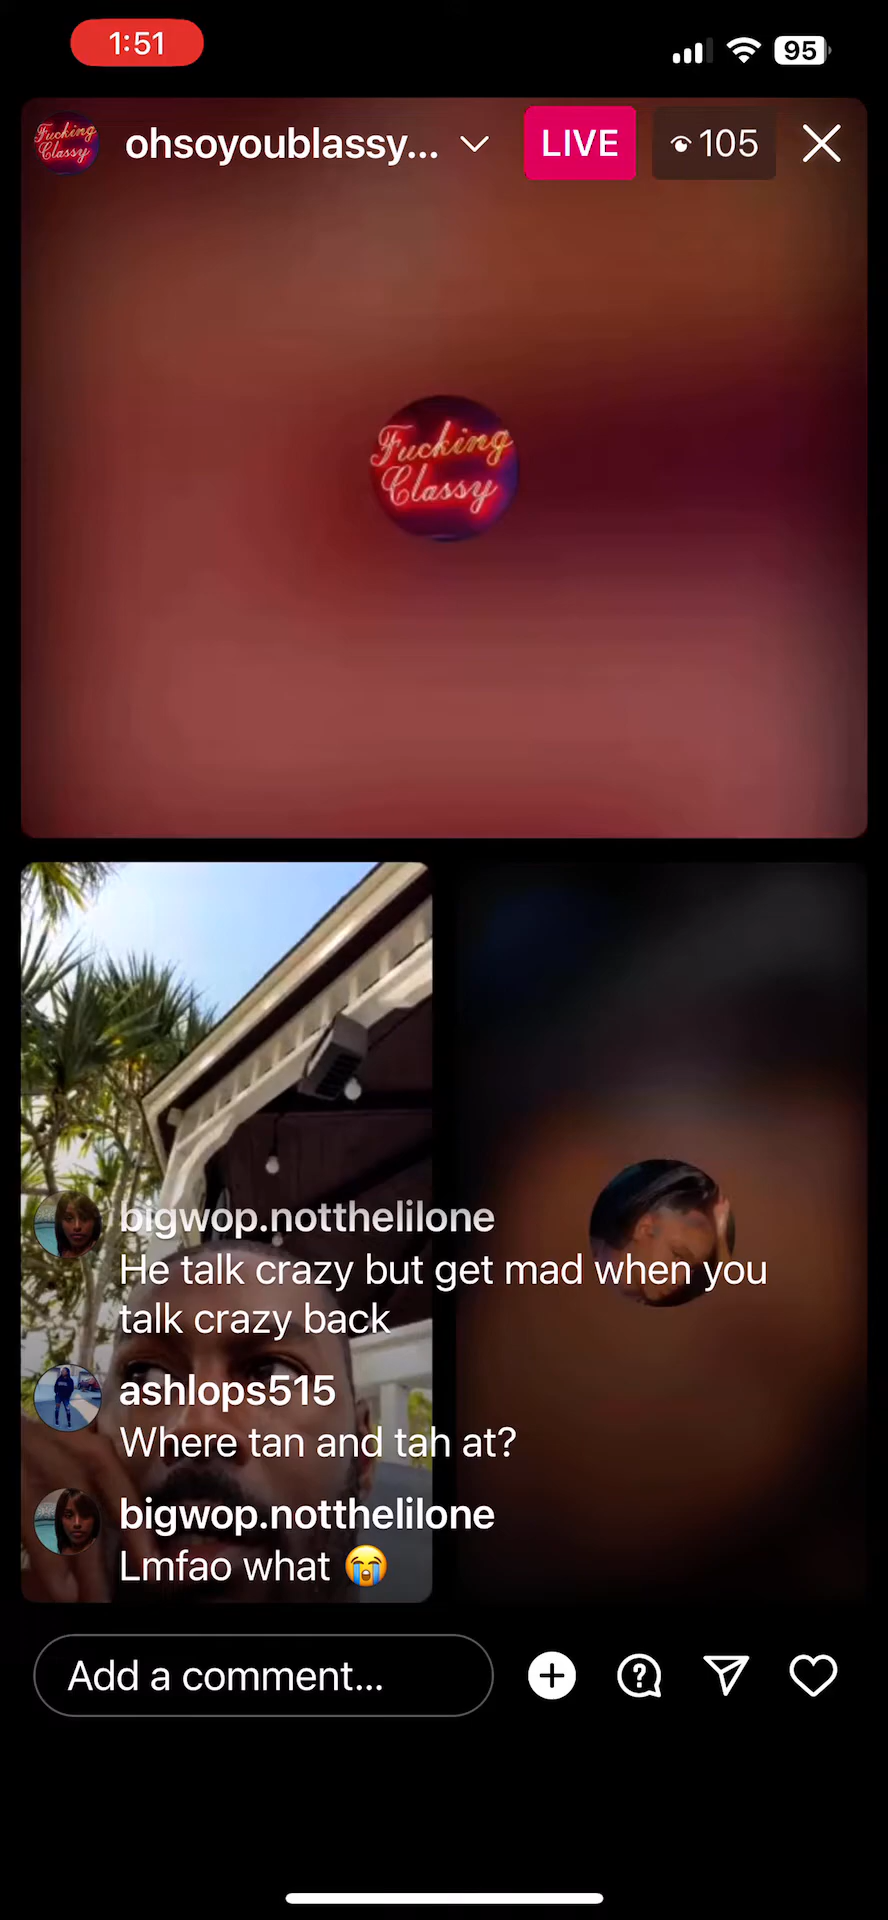 1:51
95
Fucking
Classy
ohsoyoublassy...
LIVE
105
Fucking
Classy
bigwop.notthelilone
He talk crazy but get mad when you
talk crazy back
ashlops515
Where tan and tah at?
bigwop.notthelilone
Lmfao what 😭
Add a comment...